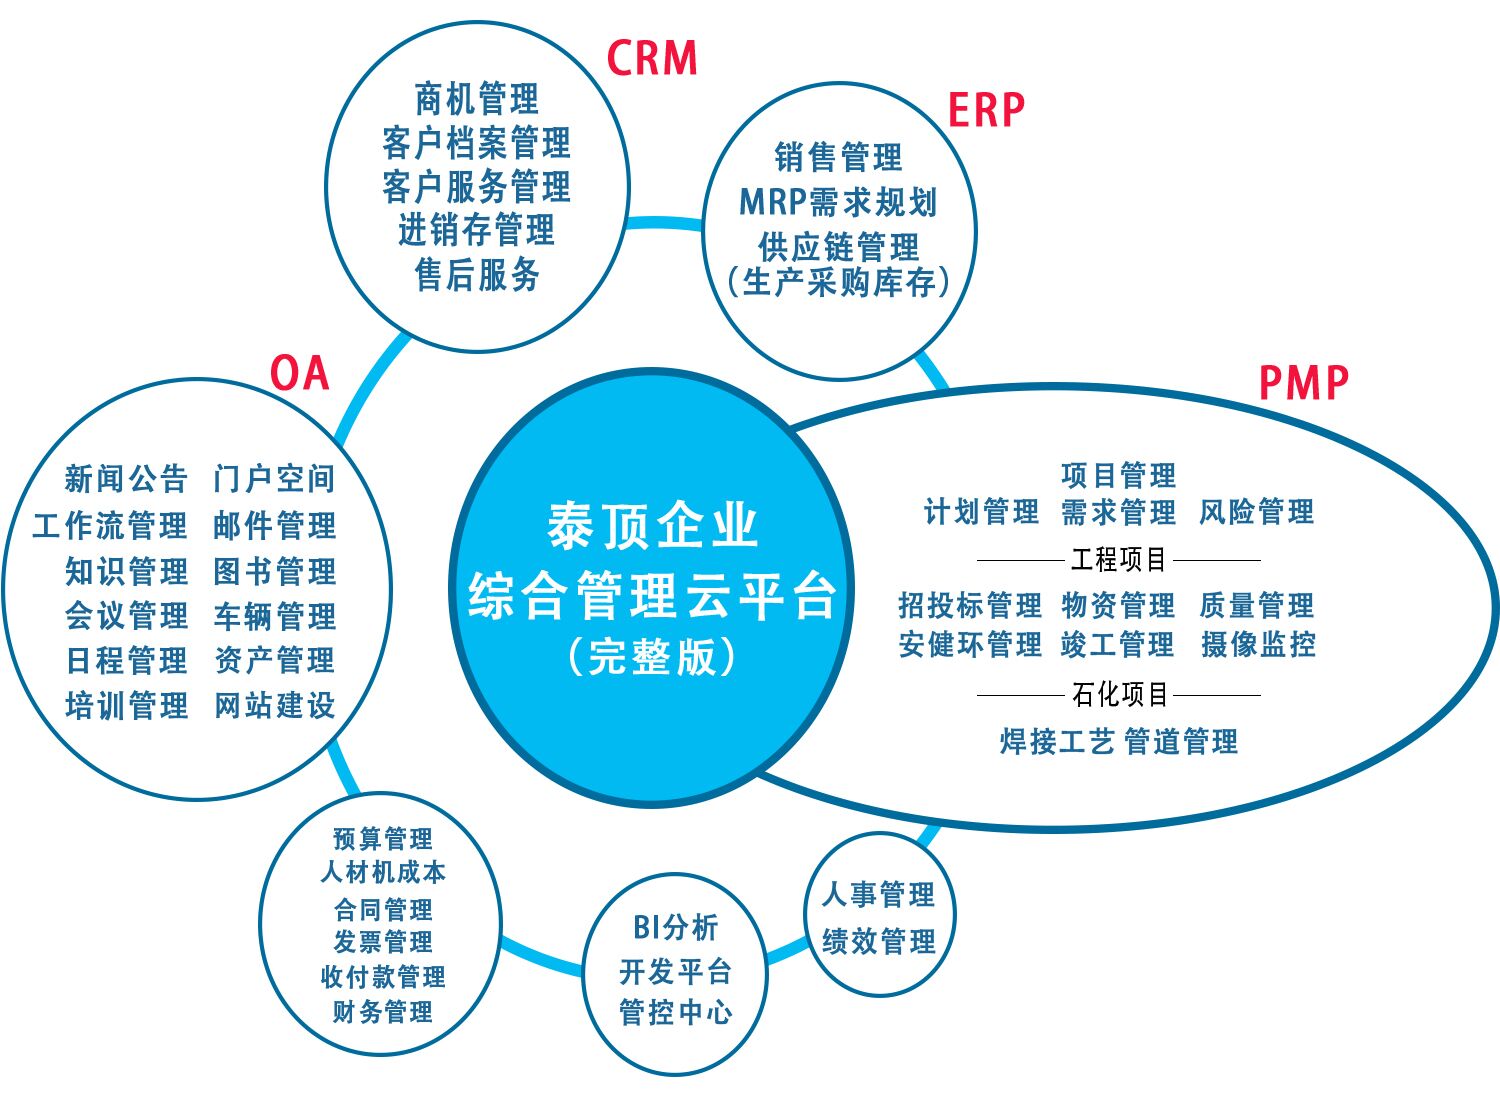 CRM
商机管理
客户档案管理
客户服务管理
进销存管理
售后服务
ERP
销售管理
MRP需求规划
供应链管理
（生产采购库存）
OA
新闻公告 门户空间
工作流管理 邮件管理
知识管理 图书管理
会议管理 车辆管理
日程管理 资产管理
培训管理 网站建设
泰顶企业
综合管理云平台
（完整版）
PMP
项目管理
计划管理 需求管理 风险管理
工程项目
招投标管理 物资管理 质量管理
安健环管理 竣工管理 摄像监控
石化项目
焊接工艺 管道管理
预算管理
人材机成本
合同管理
发票管理
收付款管理
财务管理
BI分析
开发平台
管控中心
人事管理
绩效管理